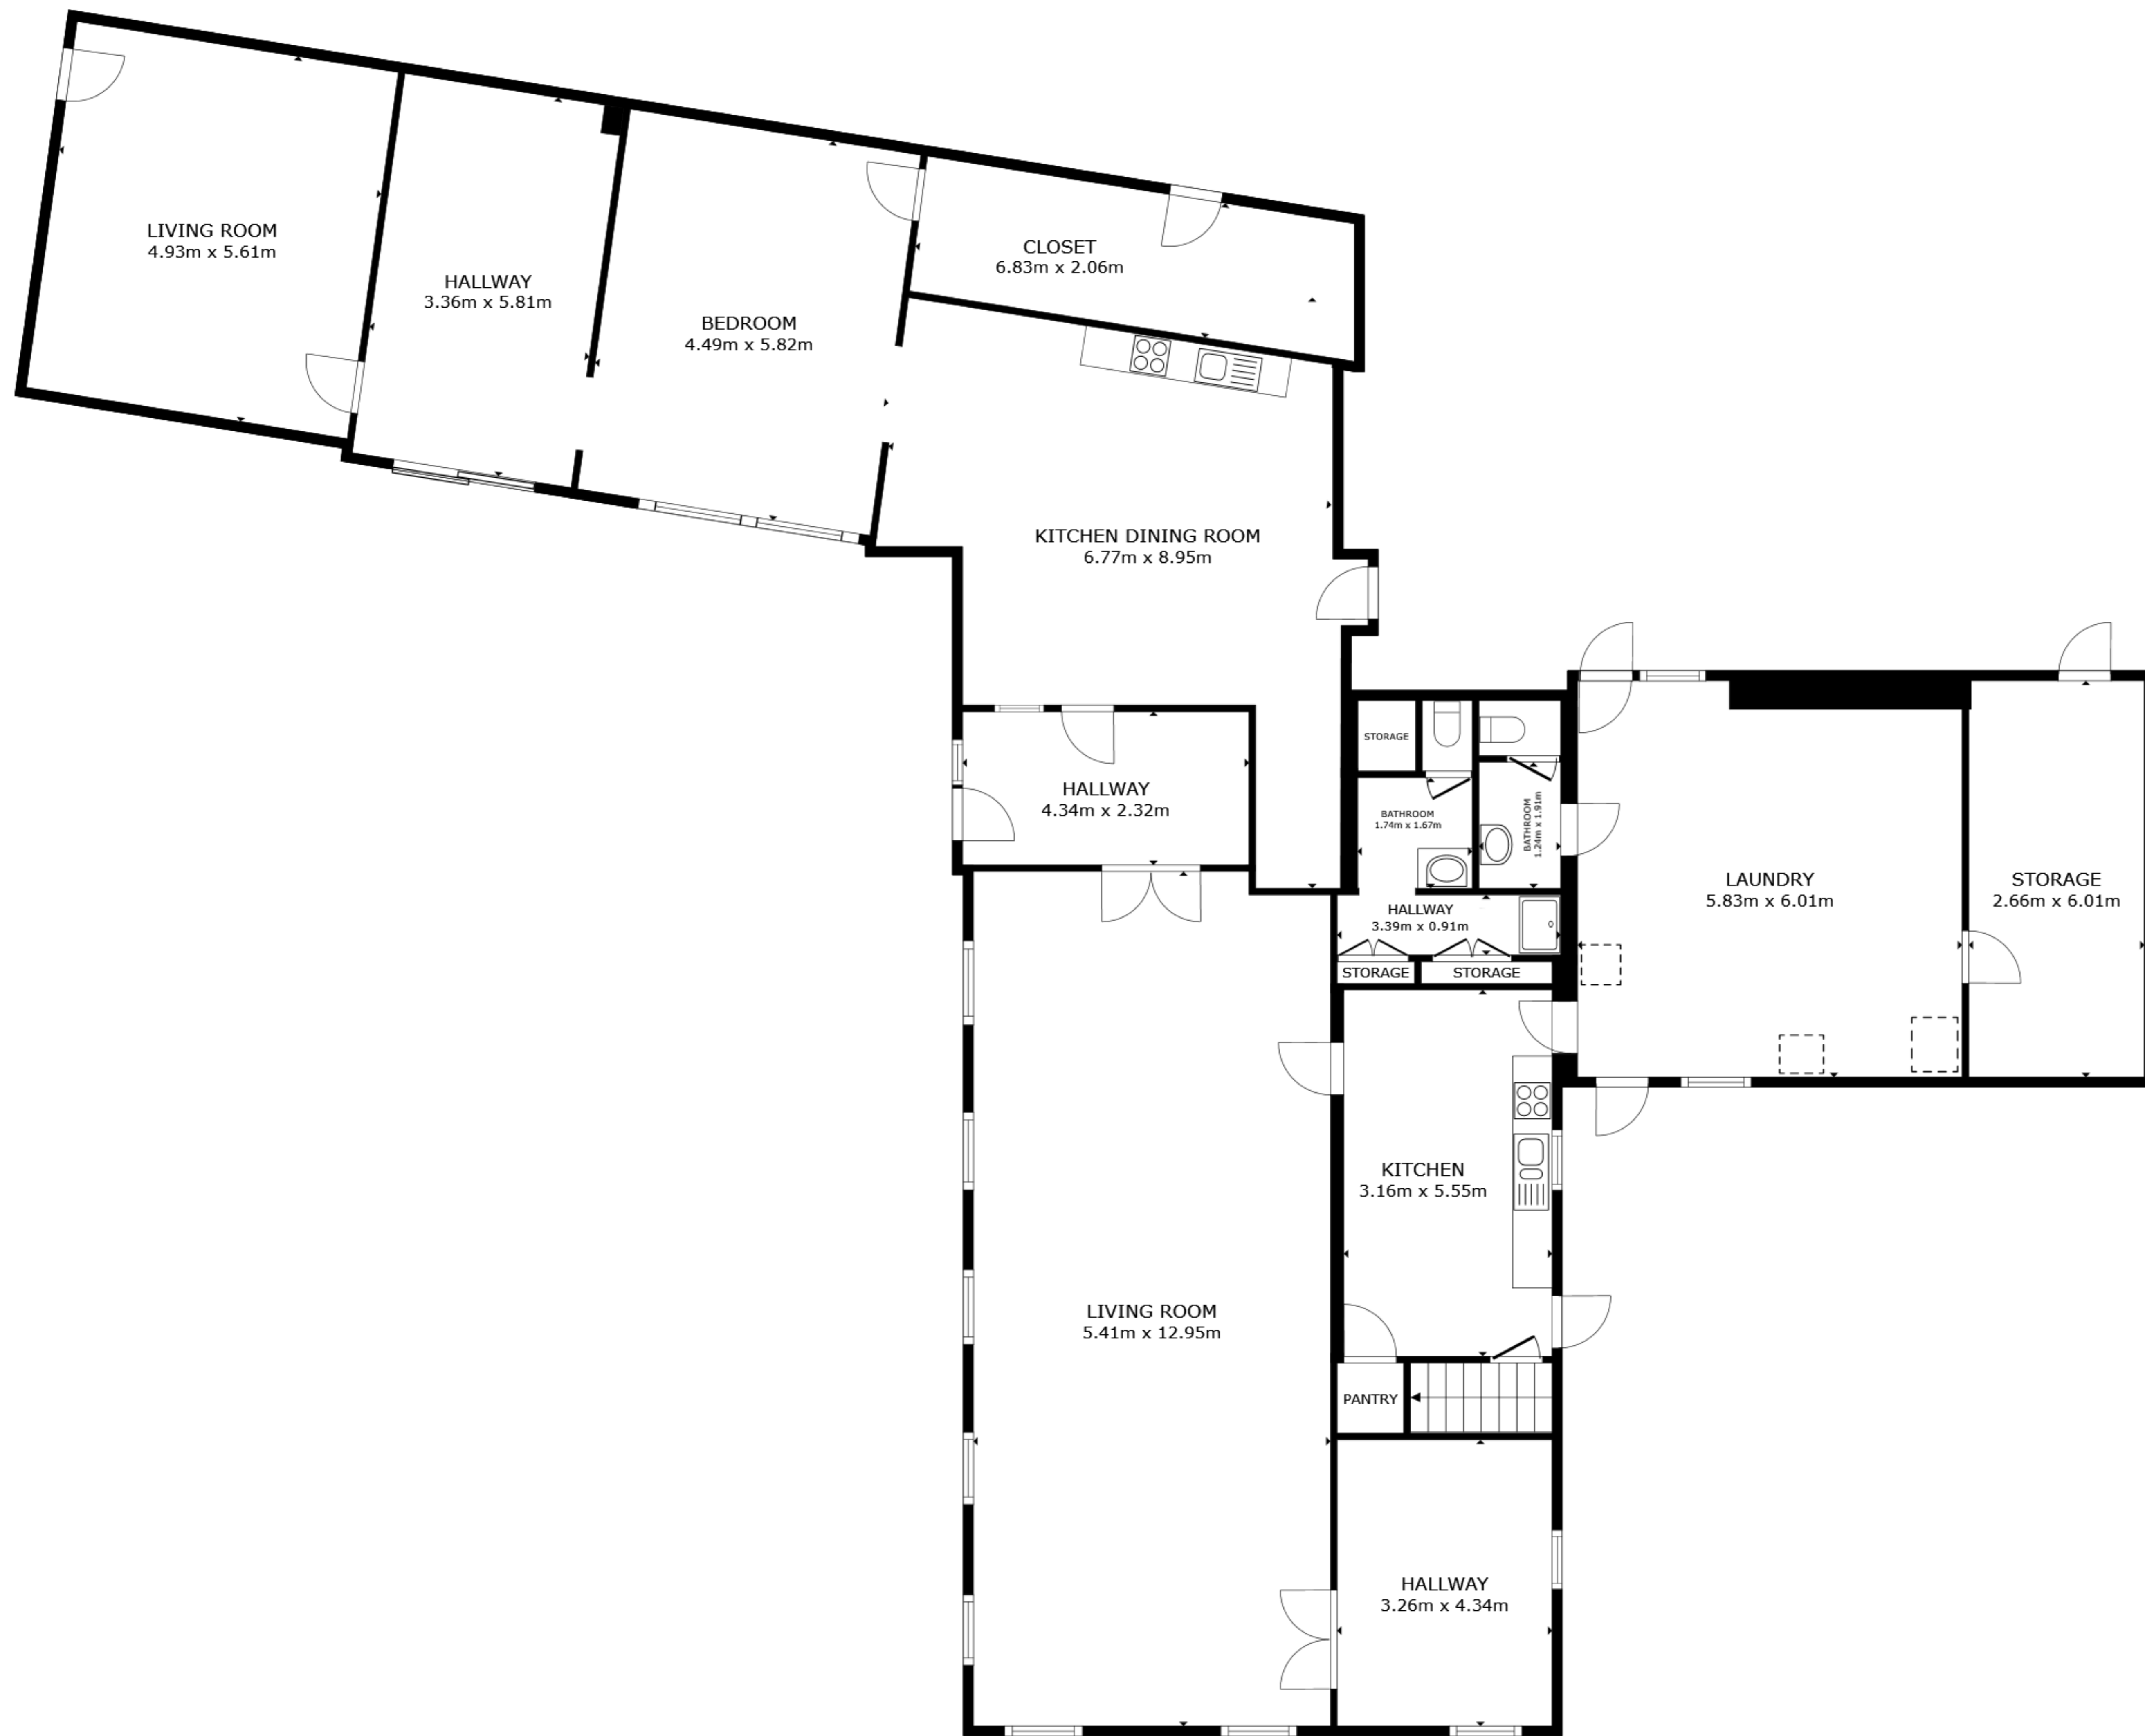 LIVING ROOM
4.93m x 5.61m
HALLWAY
3.36m x 5.81m
BEDROOM
4.49m x 5.82m
CLOSET
6.83m x 2.06m
KITCHEN DINING ROOM
6.77m x 8.95m
HALLWAY
4.34m x 2.32m
STORAGE
BATHROOM
1.74m x 1.67m
BATHROOM
1.24m x 1.91m
HALLWAY
3.39m x 0.91m
STORAGE
STORAGE
LAUNDRY
5.83m x 6.01m
STORAGE
2.66m x 6.01m
KITCHEN
3.16m x 5.55m
LIVING ROOM
5.41m x 12.95m
PANTRY
HALLWAY
3.26m x 4.34m